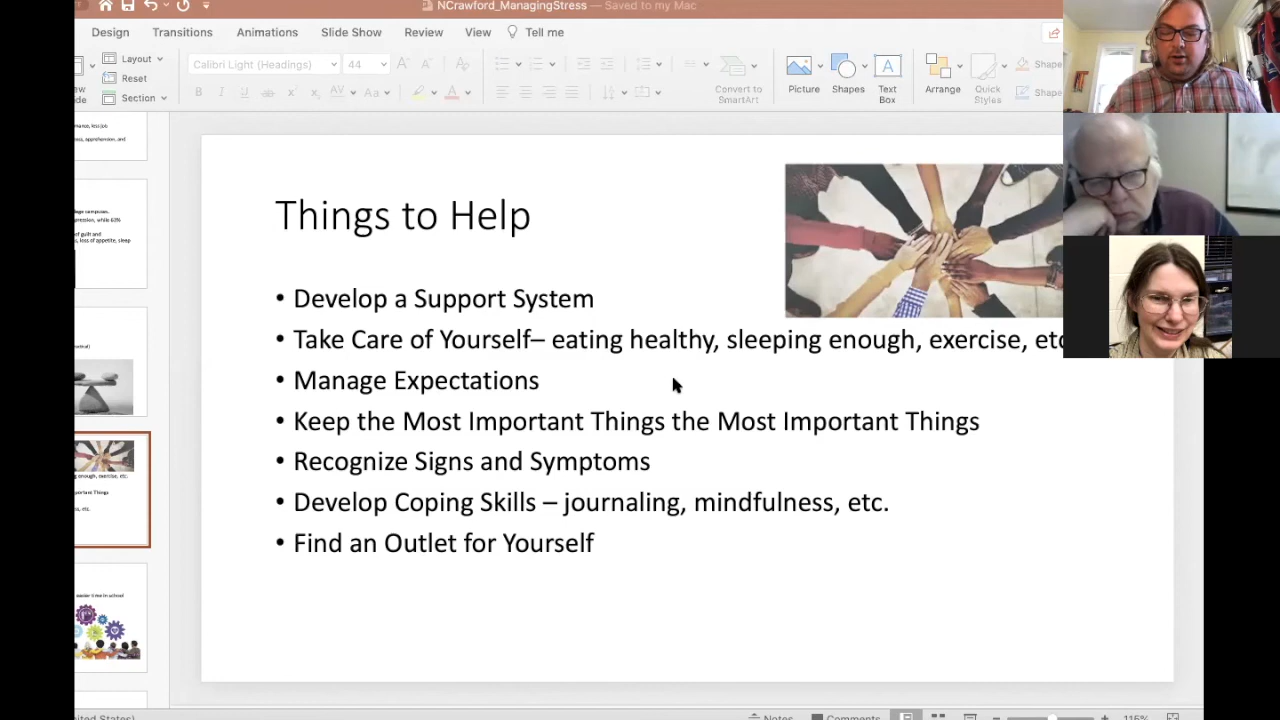 NCrawford_ManagingStress — Saved to my Mac
Design Transitions Animations Slide Show Review View Tell me
Layout
Reset
Section
Calibri Light (Headings) 44
Convert to
SmartArt
Picture
Shapes
Text
Box
Arrange
Quick
Styles
Shape
Shape
Things to Help
• Develop a Support System
• Take Care of Yourself– eating healthy, sleeping enough, exercise, etc
• Manage Expectations
• Keep the Most Important Things the Most Important Things
• Recognize Signs and Symptoms
• Develop Coping Skills – journaling, mindfulness, etc.
• Find an Outlet for Yourself
Notes Comments 115%